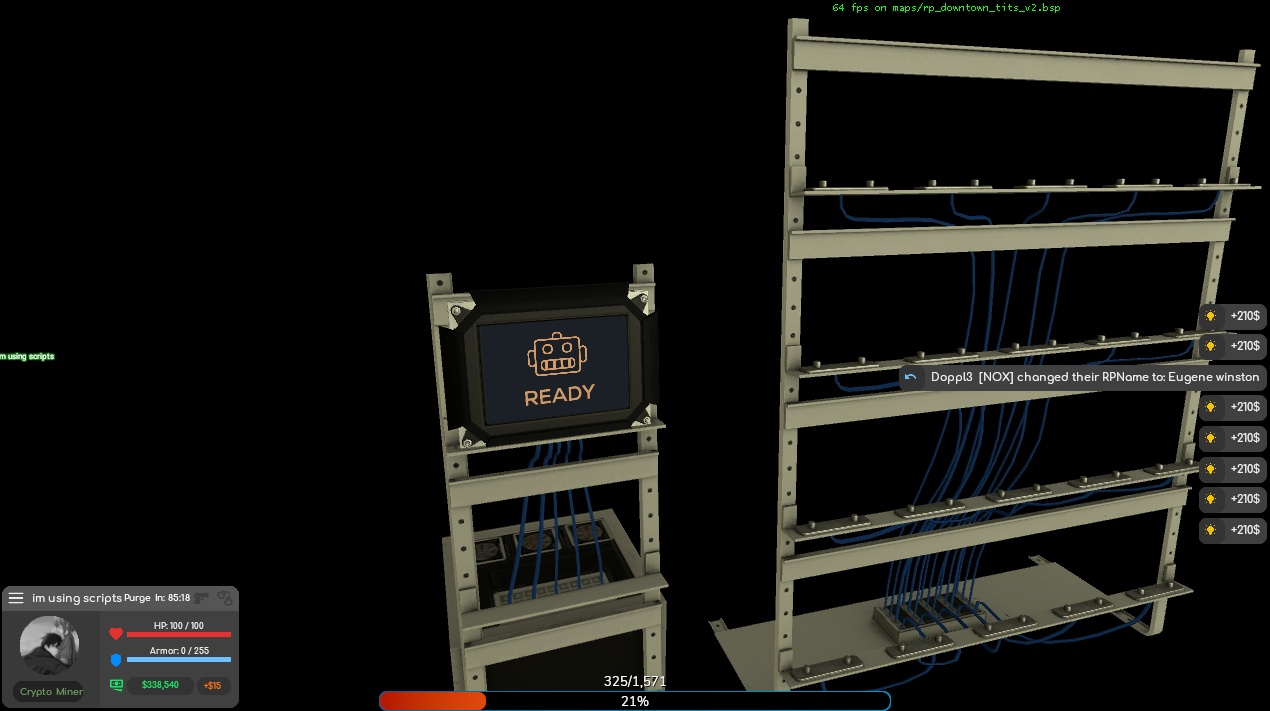 64 fps on maps/rp_downtown_tits_v2.bsp
READY
m using scripts
+210$
+210$
Doppl3 [NOX] changed their RPName to: Eugene winston
+210$
+210$
+210$
+210$
+210$
im using scripts Purge In: 85:18
HP: 100 / 100
Armor: 0 / 255
Crypto Miner
$338,540
+$15
325/1,571
21%